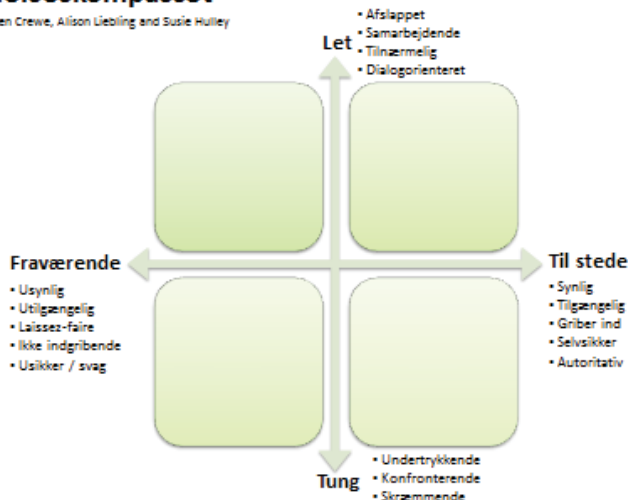 en Crewe, Alison Liebling and Susie Hulley
• Afslappet
• Samarbejdende
Let
• Tilnærmelig
• Dialogorienteret
Fraværende
• Usynlig
• Utilgængelig
• Laissez-faire
• Ikke indgribende
• Usikker / svag
Til stede
• Synlig
• Tilgængelig
• Griber ind
• Selvsikker
• Autoritativ
Tung
• Undertrykkende
• Konfronterende
• Skræmmende